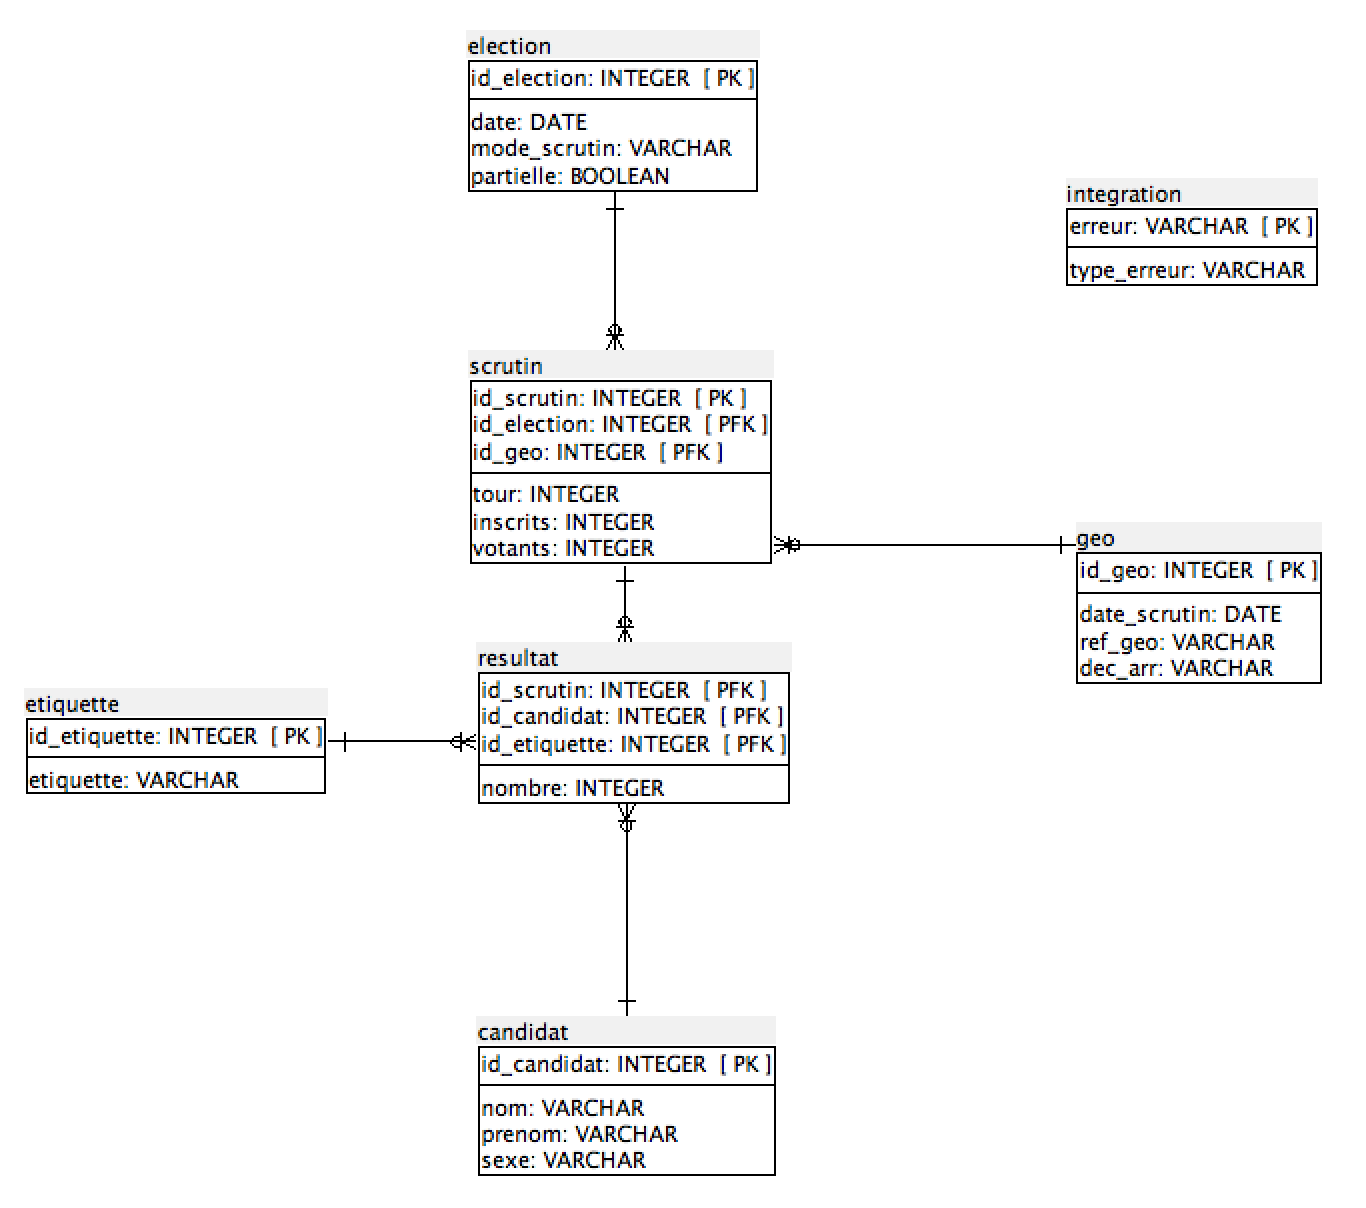 election
id_election: INTEGER [ PK ]
date: DATE
mode_scrutin: VARCHAR
partielle: BOOLEAN
integration
erreur: VARCHAR [ PK ]
type_erreur: VARCHAR
scrutin
id_scrutin: INTEGER [ PK ]
id_election: INTEGER [ PFK ]
id_geo: INTEGER [ PFK ]
tour: INTEGER
inscrits: INTEGER
votants: INTEGER
geo
id_geo: INTEGER [ PK ]
date_scrutin: DATE
ref_geo: VARCHAR
dec_arr: VARCHAR
resultat
id_scrutin: INTEGER [ PFK ]
id_candidat: INTEGER [ PFK ]
id_etiquette: INTEGER [ PFK ]
nombre: INTEGER
etiquette
id_etiquette: INTEGER [ PK ]
etiquette: VARCHAR
candidat
id_candidat: INTEGER [ PK ]
nom: VARCHAR
prenom: VARCHAR
sexe: VARCHAR